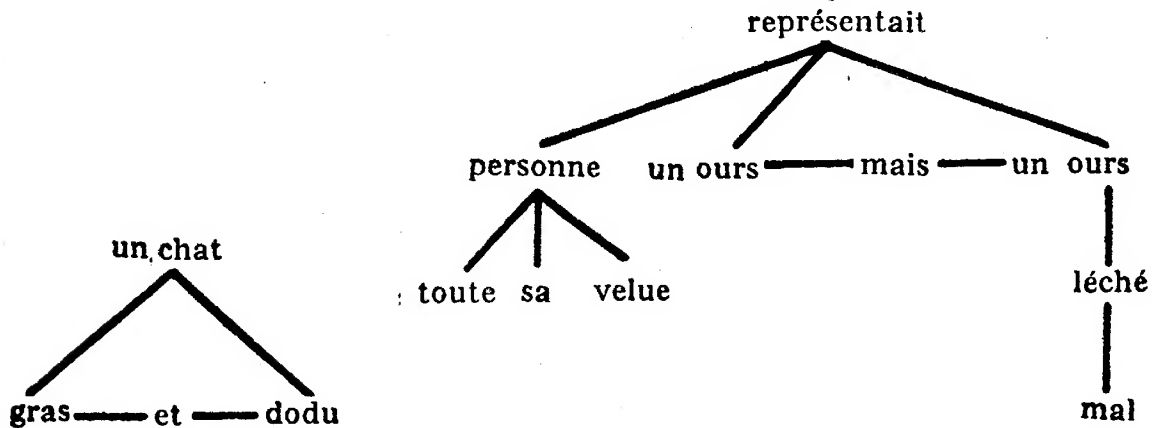 représentait
personne un ours mais un ours
un chat
toute sa velue
léché
gras et dodu
mal